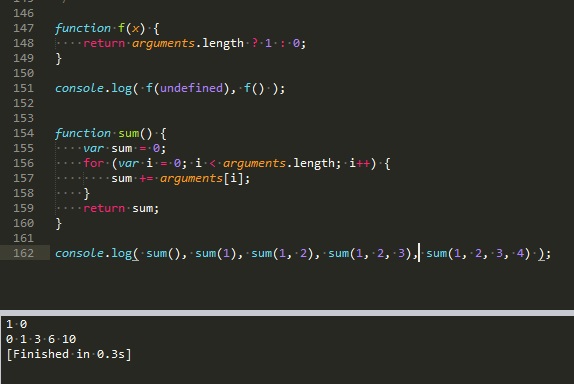 146
147 function f(x) {
148     return arguments.length ? 1 : 0;
149 }
150
151 console.log( f(undefined), f() );
152
153
154 function sum() {
155     var sum = 0;
156     for (var i = 0; i < arguments.length; i++) {
157         sum += arguments[i];
158     }
159     return sum;
160 }
161
162 console.log( sum(), sum(1), sum(1, 2), sum(1, 2, 3), sum(1, 2, 3, 4) );
1 0
0 1 3 6 10
[Finished in 0.3s]